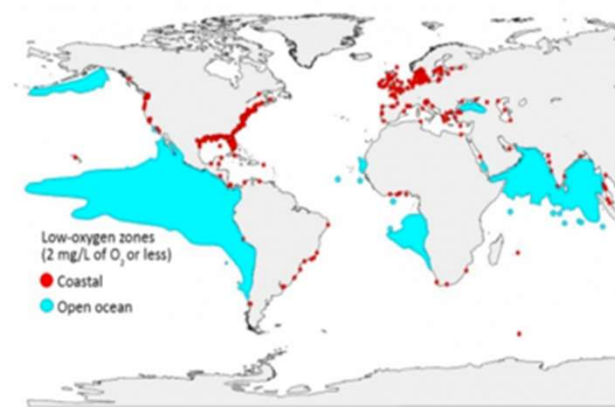 Low-oxygen zones
(2 mg/L of O₂ or less)
Coastal
Open ocean